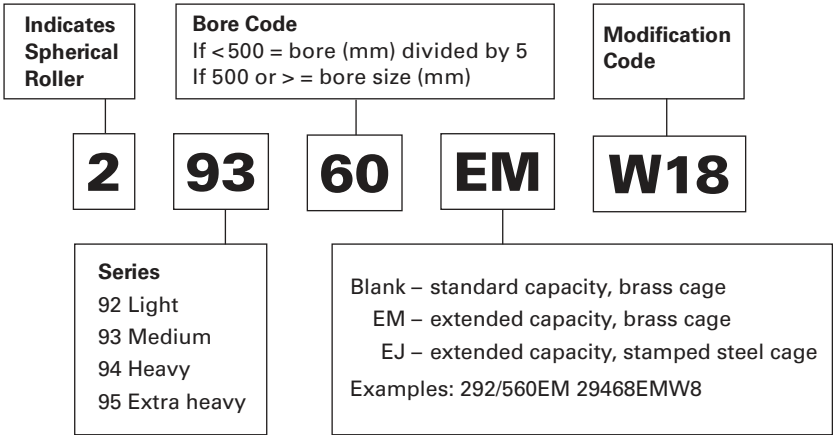 Indicates
Spherical
Roller
Bore Code
If <500 = bore (mm) divided by 5
If 500 or > = bore size (mm)
Modification
Code
2 93 60 EM W18
Series
92 Light
93 Medium
94 Heavy
95 Extra heavy
Blank – standard capacity, brass cage
EM – extended capacity, brass cage
EJ – extended capacity, stamped steel cage
Examples: 292/560EM 29468EMW8